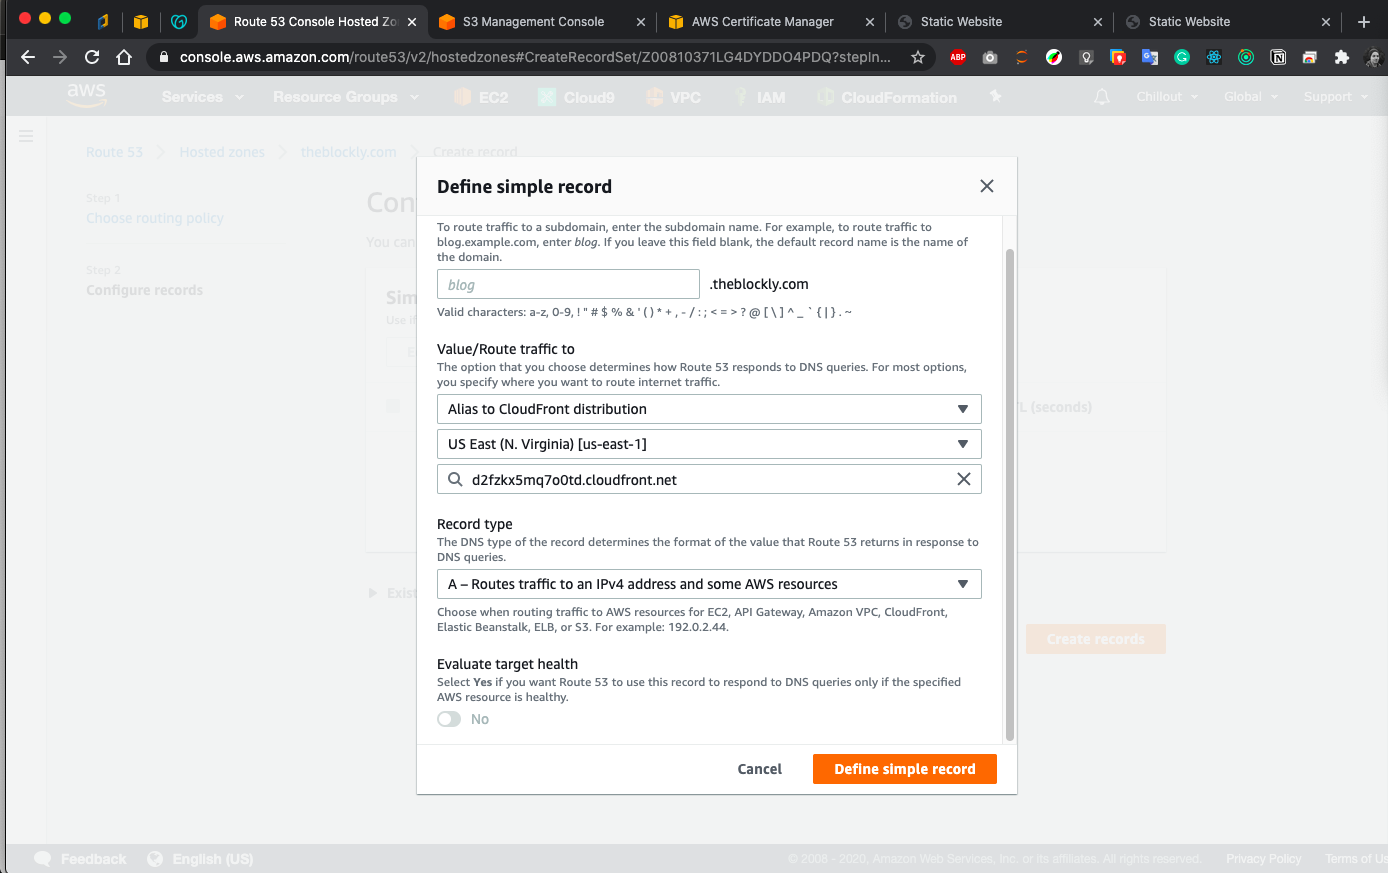 Route 53 Console Hosted Zo
S3 Management Console
AWS Certificate Manager
Static Website
Static Website
console.aws.amazon.com/route53/v2/hostedzones#CreateRecordSet/Z00810371LG4DYDDO4PDQ?stepIn...
ABP
aws
Services
Resource Groups
EC2
Cloud9
VPC
IAM
CloudFormation
Chillout
Global
Support
Route 53
Hosted zones
theblockly.com
Create record
Step 1
Choose routing policy
Step 2
Configure records
Con
You can
Sim
Use if
TL (seconds)
Exist
Create records
Define simple record
To route traffic to a subdomain, enter the subdomain name. For example, to route traffic to
blog.example.com, enter blog. If you leave this field blank, the default record name is the name of
the domain.
blog
.theblockly.com
Valid characters: a-z, 0-9, ! " # $ % & ' ( ) * + , - / : ; < = > ? @ [ \ ] ^ _ ` { | } . ~
Value/Route traffic to
The option that you choose determines how Route 53 responds to DNS queries. For most options,
you specify where you want to route internet traffic.
Alias to CloudFront distribution
US East (N. Virginia) [us-east-1]
d2fzkx5mq7o0td.cloudfront.net
Record type
The DNS type of the record determines the format of the value that Route 53 returns in response to
DNS queries.
A – Routes traffic to an IPv4 address and some AWS resources
Choose when routing traffic to AWS resources for EC2, API Gateway, Amazon VPC, CloudFront,
Elastic Beanstalk, ELB, or S3. For example: 192.0.2.44.
Evaluate target health
Select Yes if you want Route 53 to use this record to respond to DNS queries only if the specified
AWS resource is healthy.
No
Cancel
Define simple record
Feedback
English (US)
© 2008 - 2020, Amazon Web Services, Inc. or its affiliates. All rights reserved.
Privacy Policy
Terms of Us